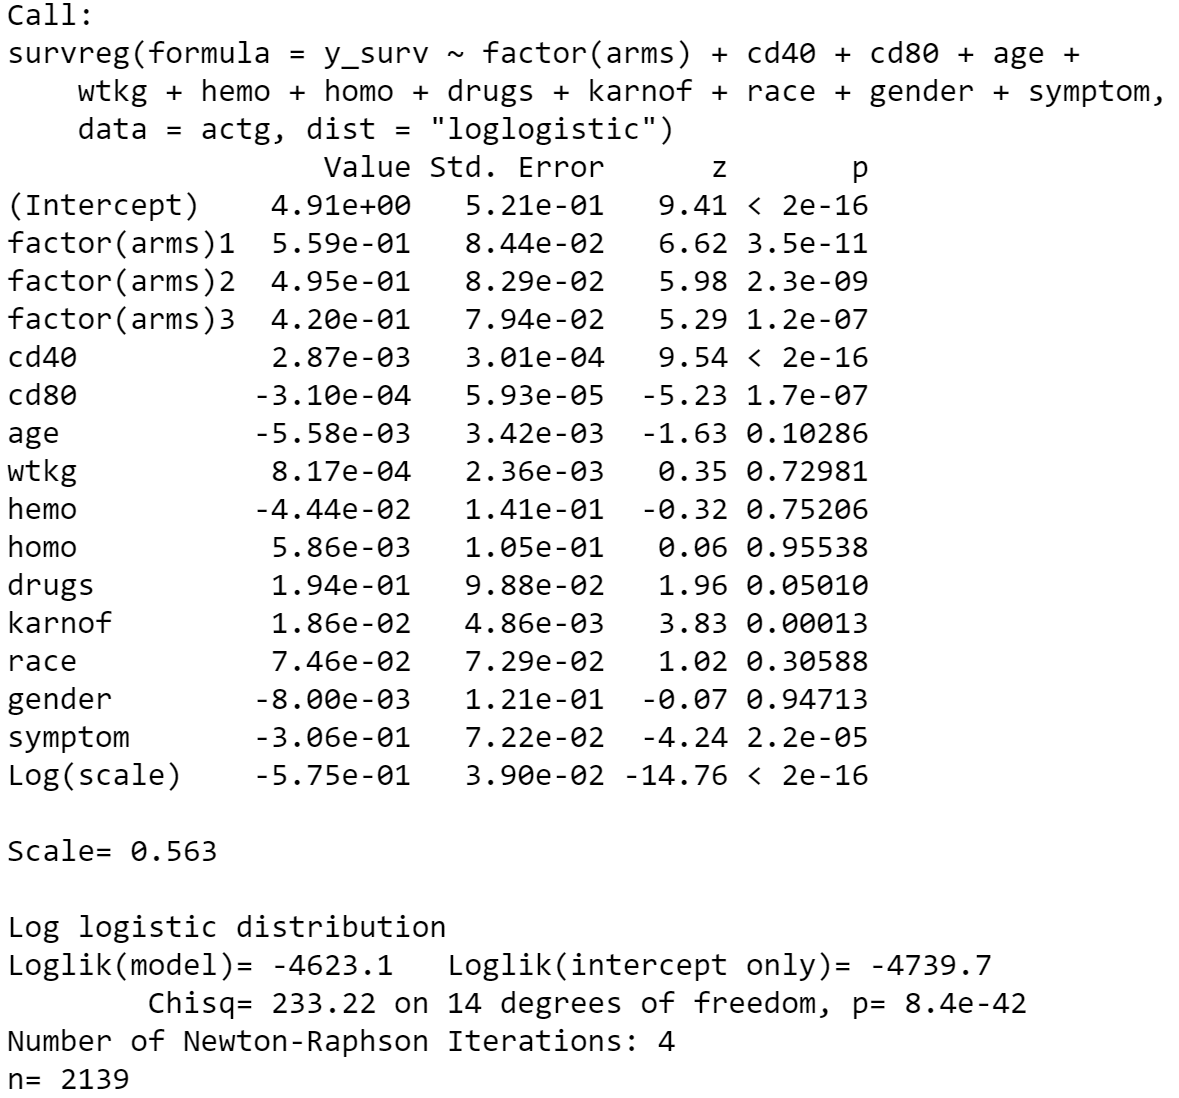 Call:
survreg(formula = y_surv ~ factor(arms) + cd40 + cd80 + age +
    wtkg + hemo + homo + drugs + karnof + race + gender + symptom,
    data = actg, dist = "loglogistic")
                  Value Std. Error      z       p
(Intercept)    4.91e+00   5.21e-01   9.41 < 2e-16
factor(arms)1  5.59e-01   8.44e-02   6.62 3.5e-11
factor(arms)2  4.95e-01   8.29e-02   5.98 2.3e-09
factor(arms)3  4.20e-01   7.94e-02   5.29 1.2e-07
cd40           2.87e-03   3.01e-04   9.54 < 2e-16
cd80          -3.10e-04   5.93e-05  -5.23 1.7e-07
age           -5.58e-03   3.42e-03  -1.63 0.10286
wtkg           8.17e-04   2.36e-03   0.35 0.72981
hemo          -4.44e-02   1.41e-01  -0.32 0.75206
homo           5.86e-03   1.05e-01   0.06 0.95538
drugs          1.94e-01   9.88e-02   1.96 0.05010
karnof         1.86e-02   4.86e-03   3.83 0.00013
race           7.46e-02   7.29e-02   1.02 0.30588
gender        -8.00e-03   1.21e-01  -0.07 0.94713
symptom       -3.06e-01   7.22e-02  -4.24 2.2e-05
Log(scale)    -5.75e-01   3.90e-02 -14.76 < 2e-16

Scale= 0.563

Log logistic distribution
Loglik(model)= -4623.1   Loglik(intercept only)= -4739.7
        Chisq= 233.22 on 14 degrees of freedom, p= 8.4e-42
Number of Newton-Raphson Iterations: 4
n= 2139